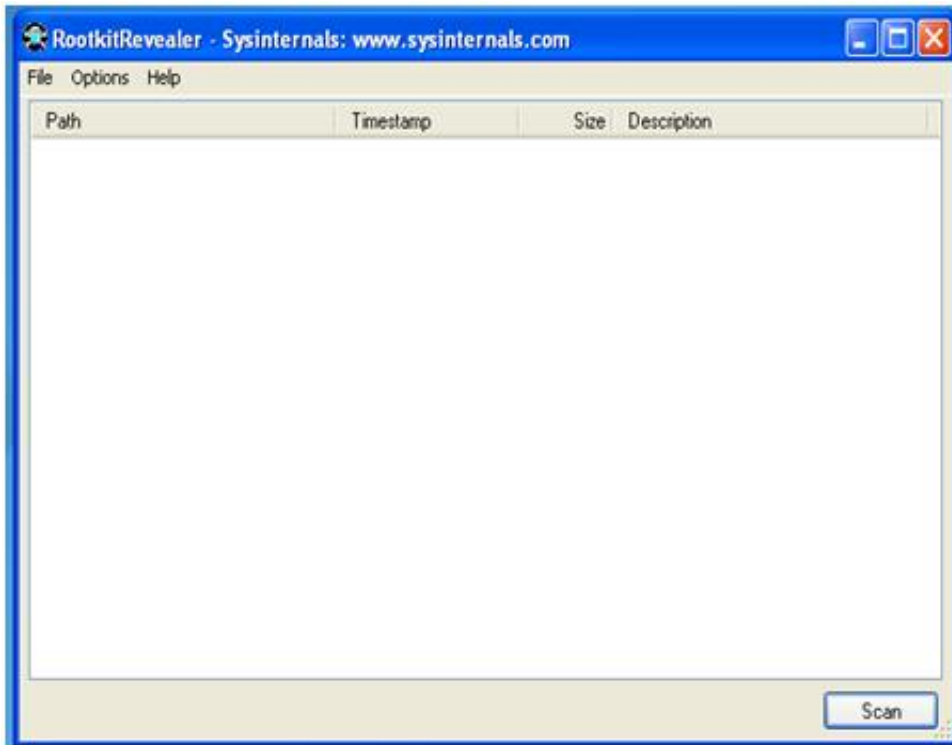 RootkitRevealer - Sysinternals: www.sysinternals.com
File Options Help
Path Timestamp Size Description
Scan